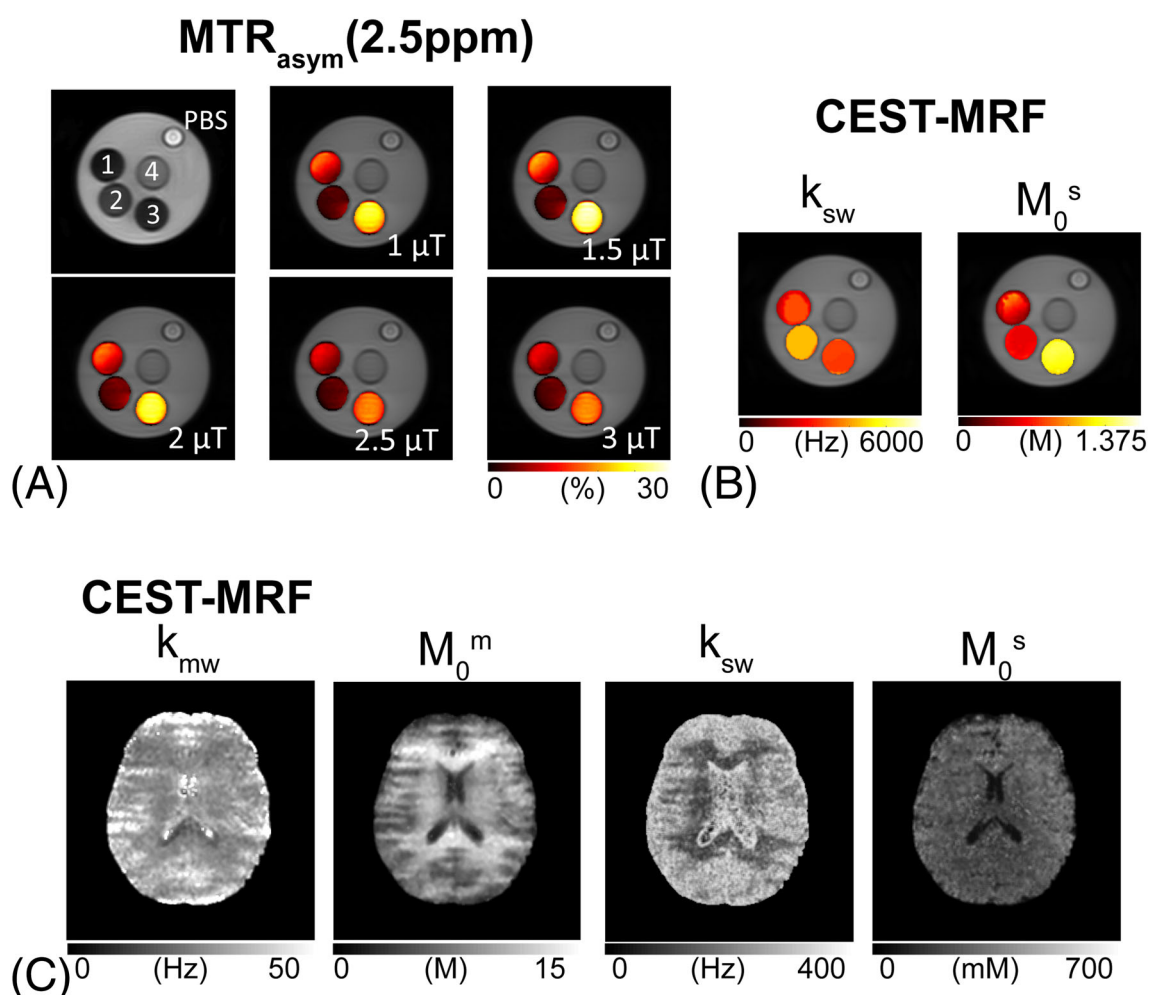 MTRasym(2.5ppm)
PBS
1
4
2
3
1 µT
1.5 µT
2 µT
2.5 µT
3 µT
0 (%) 30
(A)
CEST-MRF
ksw
M0s
0 (Hz) 6000
0 (M) 1.375
(B)
CEST-MRF
kmw
M0m
ksw
M0s
0 (Hz) 50
0 (M) 15
0 (Hz) 400
0 (mM) 700
(C)